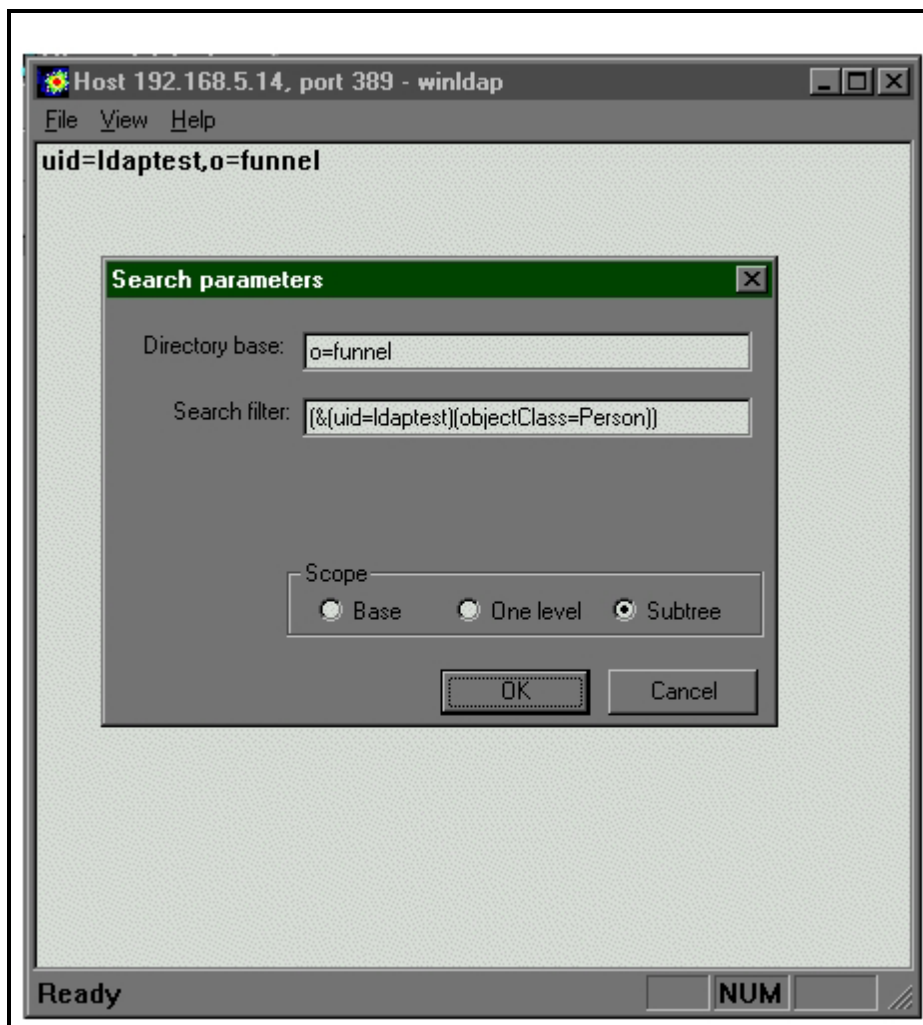 Host 192.168.5.14, port 389 - winldap
File View Help
uid=ldaptest,o=funnel
Search parameters
Directory base: o=funnel
Search filter: (&(uid=ldaptest)(objectClass=Person))
Scope
Base One level Subtree
OK Cancel
Ready NUM